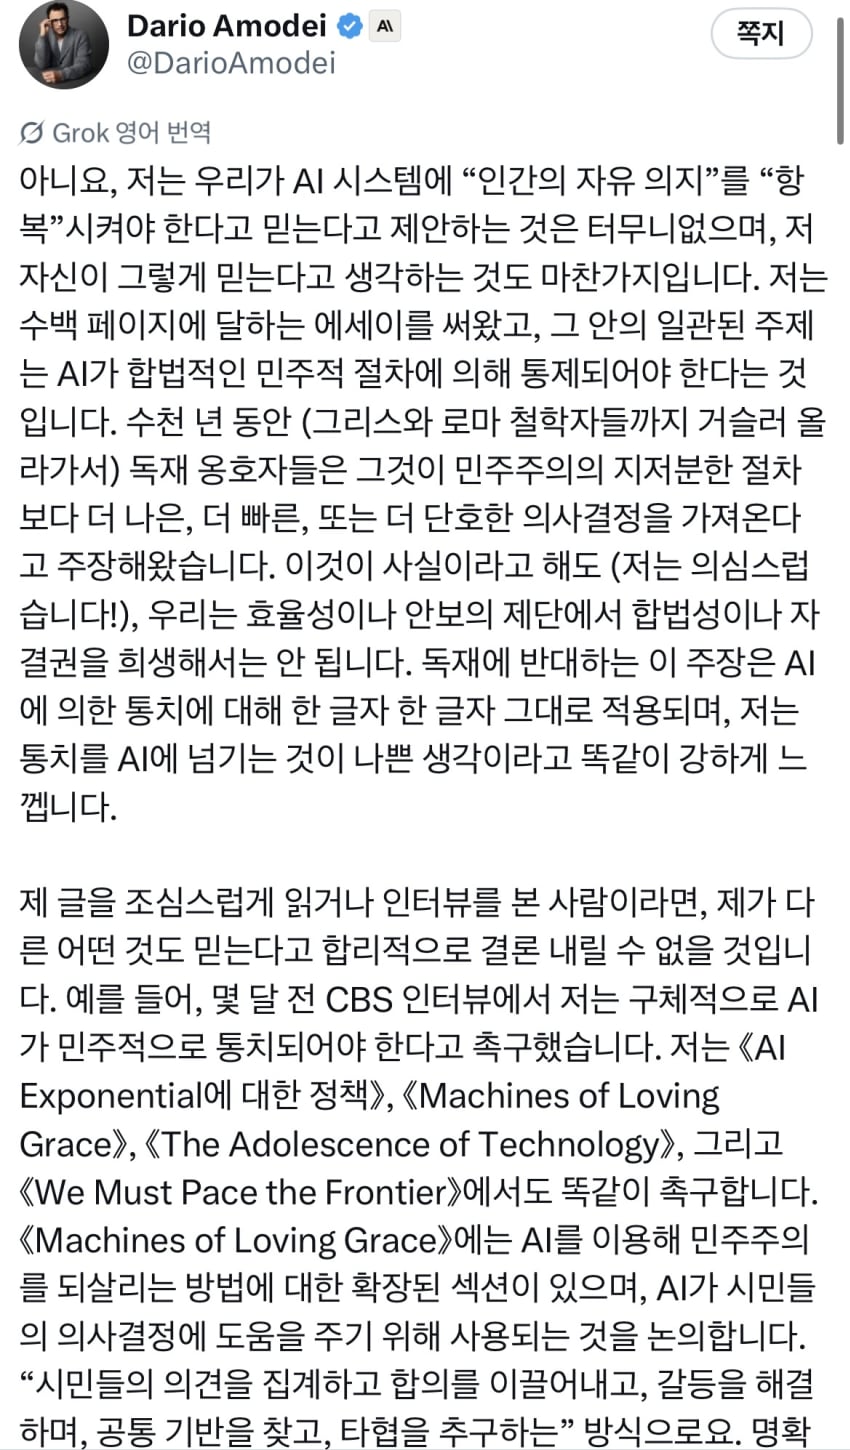 Dario Amodei
@DarioAmodei
쪽지
Grok 영어 번역
아니요, 저는 우리가 AI 시스템에 “인간의 자유 의지”를 “항
복”시켜야 한다고 믿는다고 제안하는 것은 터무니없으며, 저
자신이 그렇게 믿는다고 생각하는 것도 마찬가지입니다. 저는
수백 페이지에 달하는 에세이를 써왔고, 그 안의 일관된 주제
는 AI가 합법적인 민주적 절차에 의해 통제되어야 한다는 것
입니다. 수천 년 동안 (그리스와 로마 철학자들까지 거슬러 올
라가서) 독재 옹호자들은 그것이 민주주의의 지저분한 절차
보다 더 나은, 더 빠른, 또는 더 단호한 의사결정을 가져온다
고 주장해왔습니다. 이것이 사실이라고 해도 (저는 의심스럽
습니다!), 우리는 효율성이나 안보의 제단에서 합법성이나 자
결권을 희생해서는 안 됩니다. 독재에 반대하는 이 주장은 AI
에 의한 통치에 대해 한 글자 한 글자 그대로 적용되며, 저는
통치를 AI에 넘기는 것이 나쁜 생각이라고 똑같이 강하게 느
껩니다.
제 글을 조심스럽게 읽거나 인터뷰를 본 사람이라면, 제가 다
른 어떤 것도 믿는다고 합리적으로 결론 내릴 수 없을 것입니
다. 예를 들어, 몇 달 전 CBS 인터뷰에서 저는 구체적으로 AI
가 민주적으로 통치되어야 한다고 촉구했습니다. 저는 《AI
Exponential에 대한 정책》, 《Machines of Loving
Grace》, 《The Adolescence of Technology》, 그리고
《We Must Pace the Frontier》에서도 똑같이 촉구합니다.
《Machines of Loving Grace》에는 AI를 이용해 민주주의
를 되살리는 방법에 대한 확장된 섹션이 있으며, AI가 시민들
의 의사결정에 도움을 주기 위해 사용되는 것을 논의합니다.
“시민들의 의견을 집계하고 합의를 이끌어내고, 갈등을 해결
하며, 공통 기반을 찾고, 타협을 추구하는” 방식으로요. 명확